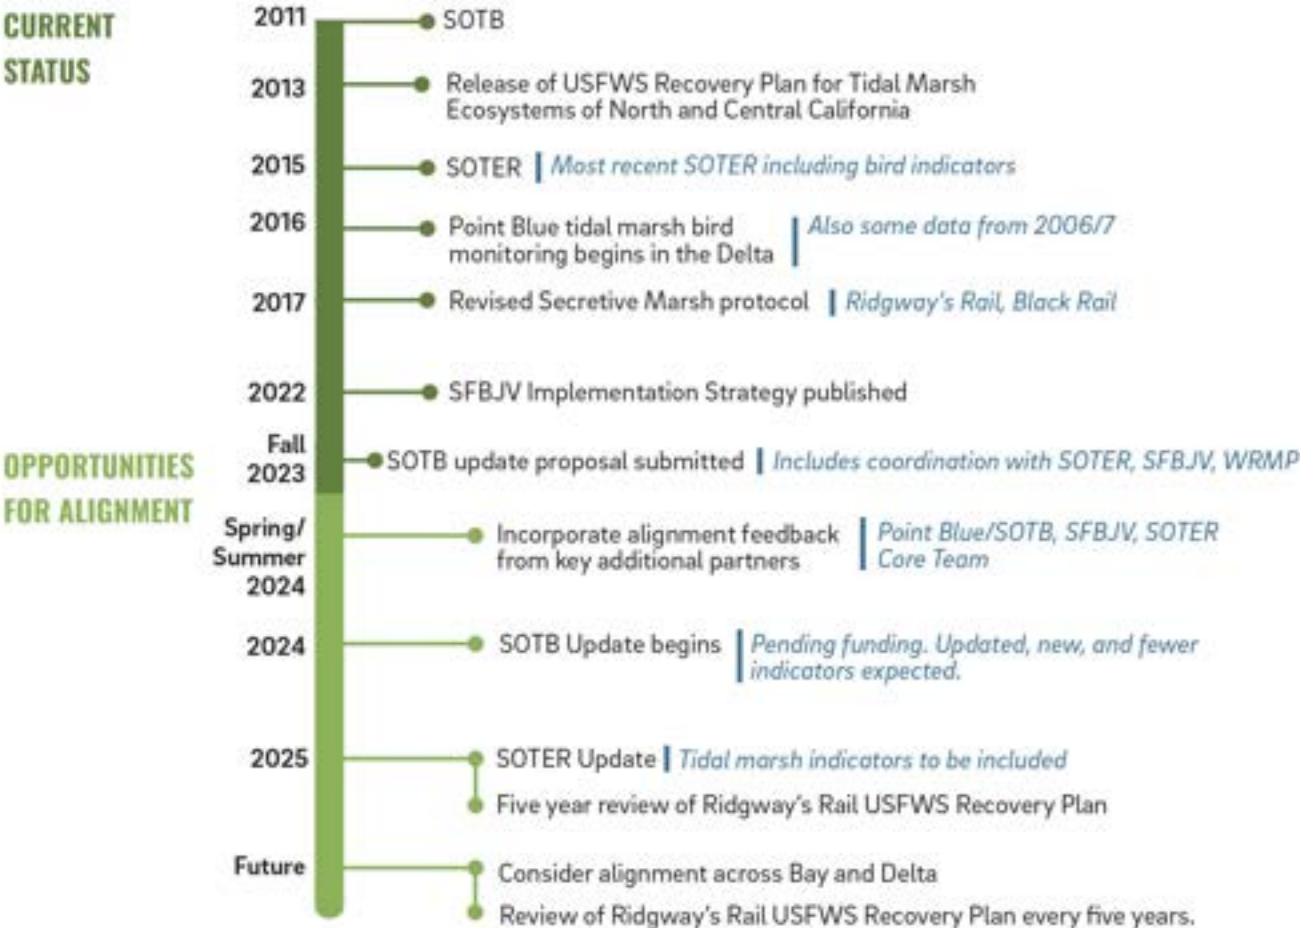 CURRENT
STATUS
2011
SOTB
2013
Release of USFWS Recovery Plan for Tidal Marsh
Ecosystems of North and Central California
2015
SOTER
Most recent SOTER including bird indicators
2016
Point Blue tidal marsh bird
monitoring begins in the Delta
Also some data from 2006/7
2017
Revised Secretive Marsh protocol
Ridgway's Rail, Black Rail
2022
SFBJV Implementation Strategy published
OPPORTUNITIES
FOR ALIGNMENT
Fall
2023
SOTB update proposal submitted
Includes coordination with SOTER, SFBJV, WRMP
Spring/
Summer
2024
Incorporate alignment feedback
from key additional partners
Point Blue/SOTB, SFBJV, SOTER
Core Team
2024
SOTB Update begins
Pending funding. Updated, new, and fewer
indicators expected.
2025
SOTER Update
Tidal marsh indicators to be included
Five year review of Ridgway's Rail USFWS Recovery Plan
Future
Consider alignment across Bay and Delta
Review of Ridgway's Rail USFWS Recovery Plan every five years.